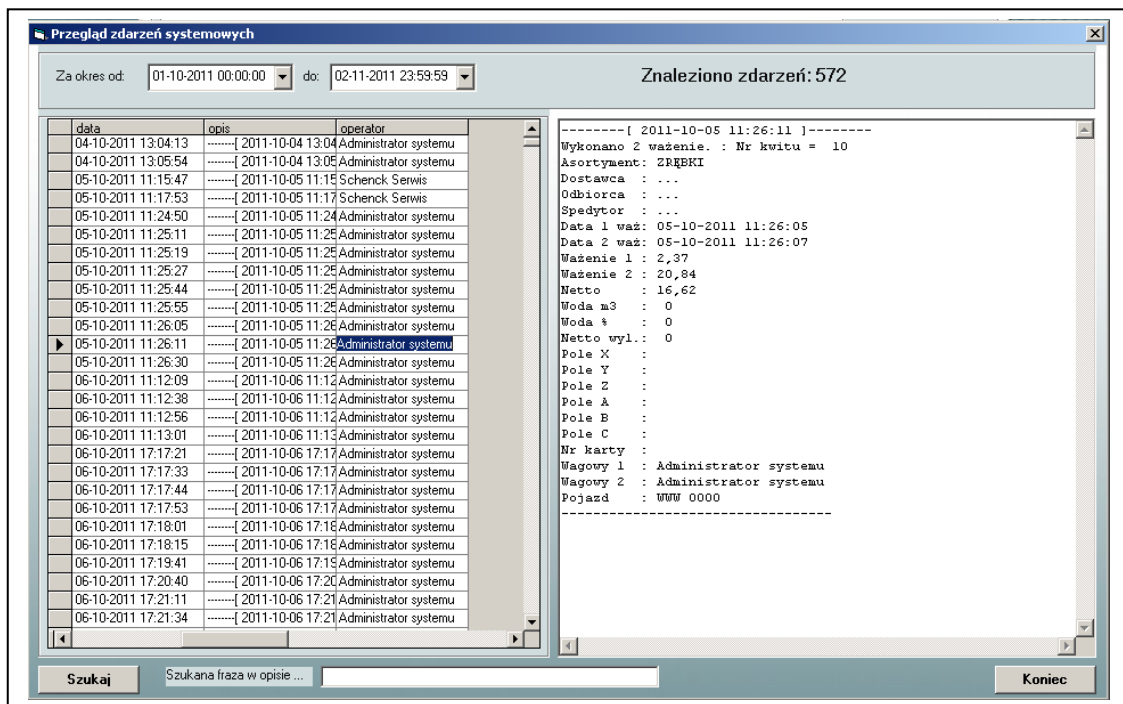 Przegląd zdarzeń systemowych
Za okres od: 01-10-2011 00:00:00 do: 02-11-2011 23:59:59 Znaleziono zdarzeń: 572
data opis operator
04-10-2011 13:04:13 -------[ 2011-10-04 13:04 Administrator systemu
04-10-2011 13:05:54 -------[ 2011-10-04 13:05 Administrator systemu
05-10-2011 11:15:47 -------[ 2011-10-05 11:15 Schenck Serwis
05-10-2011 11:17:53 -------[ 2011-10-05 11:17 Schenck Serwis
05-10-2011 11:24:50 -------[ 2011-10-05 11:24 Administrator systemu
05-10-2011 11:25:11 -------[ 2011-10-05 11:25 Administrator systemu
05-10-2011 11:25:19 -------[ 2011-10-05 11:25 Administrator systemu
05-10-2011 11:25:27 -------[ 2011-10-05 11:25 Administrator systemu
05-10-2011 11:25:44 -------[ 2011-10-05 11:25 Administrator systemu
05-10-2011 11:25:55 -------[ 2011-10-05 11:25 Administrator systemu
05-10-2011 11:26:05 -------[ 2011-10-05 11:26 Administrator systemu
05-10-2011 11:26:11 -------[ 2011-10-05 11:26 Administrator systemu
05-10-2011 11:26:30 -------[ 2011-10-05 11:26 Administrator systemu
06-10-2011 11:12:09 -------[ 2011-10-06 11:12 Administrator systemu
06-10-2011 11:12:38 -------[ 2011-10-06 11:12 Administrator systemu
06-10-2011 11:12:56 -------[ 2011-10-06 11:12 Administrator systemu
06-10-2011 11:13:01 -------[ 2011-10-06 11:13 Administrator systemu
06-10-2011 17:17:21 -------[ 2011-10-06 17:17 Administrator systemu
06-10-2011 17:17:33 -------[ 2011-10-06 17:17 Administrator systemu
06-10-2011 17:17:44 -------[ 2011-10-06 17:17 Administrator systemu
06-10-2011 17:17:53 -------[ 2011-10-06 17:17 Administrator systemu
06-10-2011 17:18:01 -------[ 2011-10-06 17:18 Administrator systemu
06-10-2011 17:18:15 -------[ 2011-10-06 17:18 Administrator systemu
06-10-2011 17:19:41 -------[ 2011-10-06 17:19 Administrator systemu
06-10-2011 17:20:40 -------[ 2011-10-06 17:20 Administrator systemu
06-10-2011 17:21:11 -------[ 2011-10-06 17:21 Administrator systemu
06-10-2011 17:21:34 -------[ 2011-10-06 17:21 Administrator systemu
--------[ 2011-10-05 11:26:11 ]--------
Wykonano 2 ważenie. : Nr kwitu = 10
Asortyment: ZRĘBKI
Dostawca : ...
Odbiorca : ...
Spedytor : ...
Data 1 waż: 05-10-2011 11:26:05
Data 2 waż: 05-10-2011 11:26:07
Ważenie 1 : 2,37
Ważenie 2 : 20,84
Netto : 16,62
Woda m3 : 0
Woda % : 0
Netto wyl.: 0
Pole X :
Pole Y :
Pole Z :
Pole A :
Pole B :
Pole C :
Nr karty :
Wagowy 1 : Administrator systemu
Wagowy 2 : Administrator systemu
Pojazd : WWW 0000
---------------------------------
Szukaj Szukana fraza w opisie ... Koniec